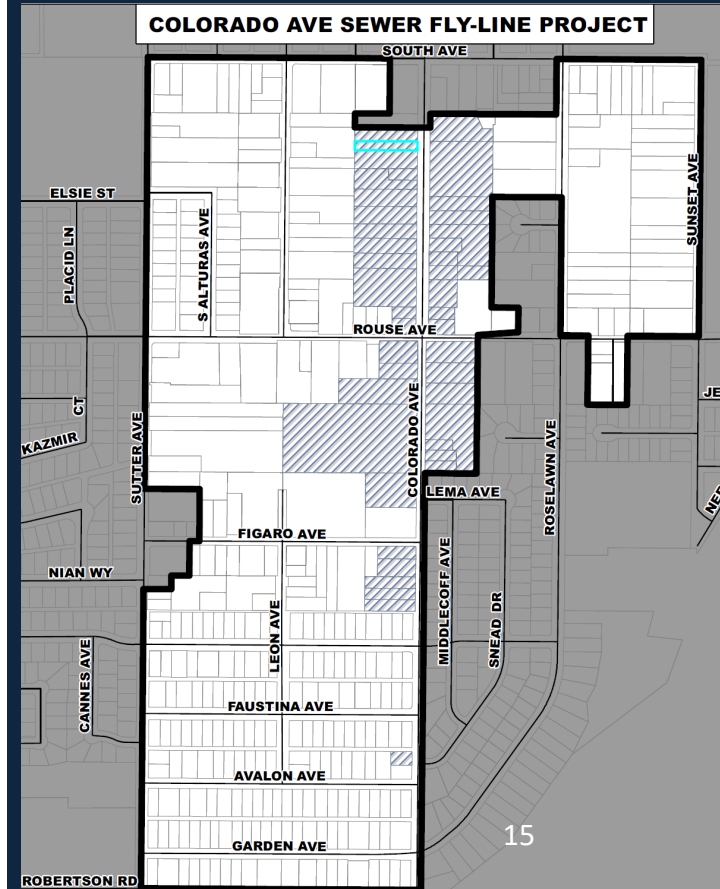 COLORADO AVE SEWER FLY-LINE PROJECT
SOUTH AVE
ELSIE ST
PLACID LN
S ALTURAS AVE
SUNSET AVE
ROUSE AVE
CT
KAZMIR
SUTTER AVE
COLORADO AVE
JE
LEMA AVE
ROSELAWN AVE
NEE
FIGARO AVE
NIAN WY
LEON AVE
MIDDLECOFF AVE
SNEAD DR
CANNES AVE
FAUSTINA AVE
AVALON AVE
GARDEN AVE
15
ROBERTSON RD